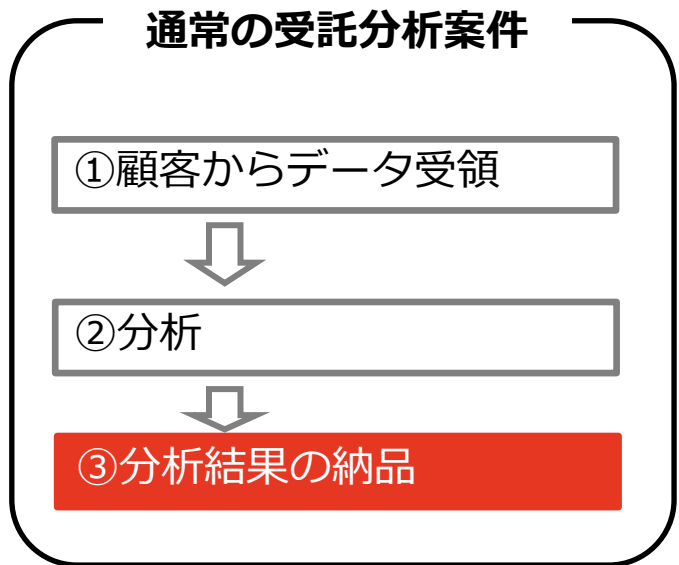 通常の受託分析案件
①顧客からデータ受領
②分析
③分析結果の納品